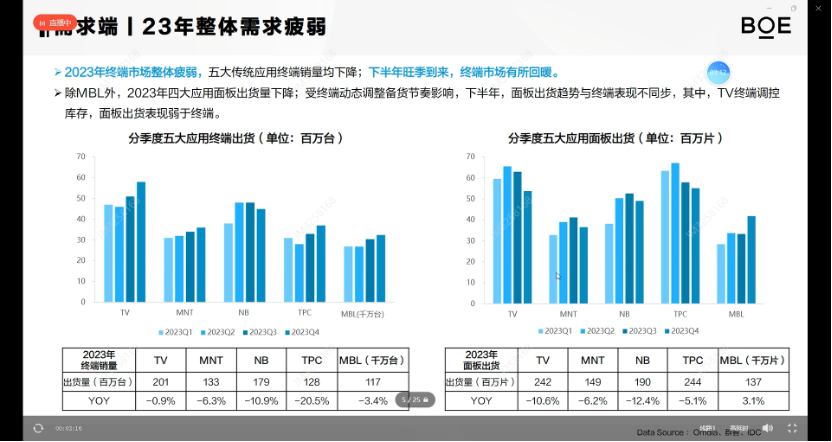 直播中
需求端丨23年整体需求疲弱
BOE
➢2023年终端市场整体疲弱，五大传统应用终端销量均下降；下半年旺季到来，终端市场有所回暖。
➢除MBL外，2023年四大应用面板出货量下降；受终端动态调整备货节奏影响，下半年，面板出货趋势与终端表现不同步，其中，TV终端调控
库存，面板出货表现弱于终端。
分季度五大应用终端出货（单位：百万台）
70
60
50
40
30
20
10
0
TV MNT NB TPC MBL(千万台)
2023Q1 2023Q2 2023Q3 2023Q4
分季度五大应用面板出货（单位：百万片）
70
60
50
40
30
20
10
0
TV MNT NB TPC MBL
2023Q1 2023Q2 2023Q3 2023Q4
2023年
终端销量 TV MNT NB TPC MBL（千万台）
出货量（百万台） 201 133 179 128 117
YOY -0.9% -6.3% -10.9% -20.5% -3.4%
2023年
面板出货 TV MNT NB TPC MBL（千万片）
出货量（百万片） 242 149 190 244 137
YOY -10.6% -6.2% -12.4% -5.1% 3.1%
5 / 25
00:03:16
Data Source： Omdia、群智、IDC